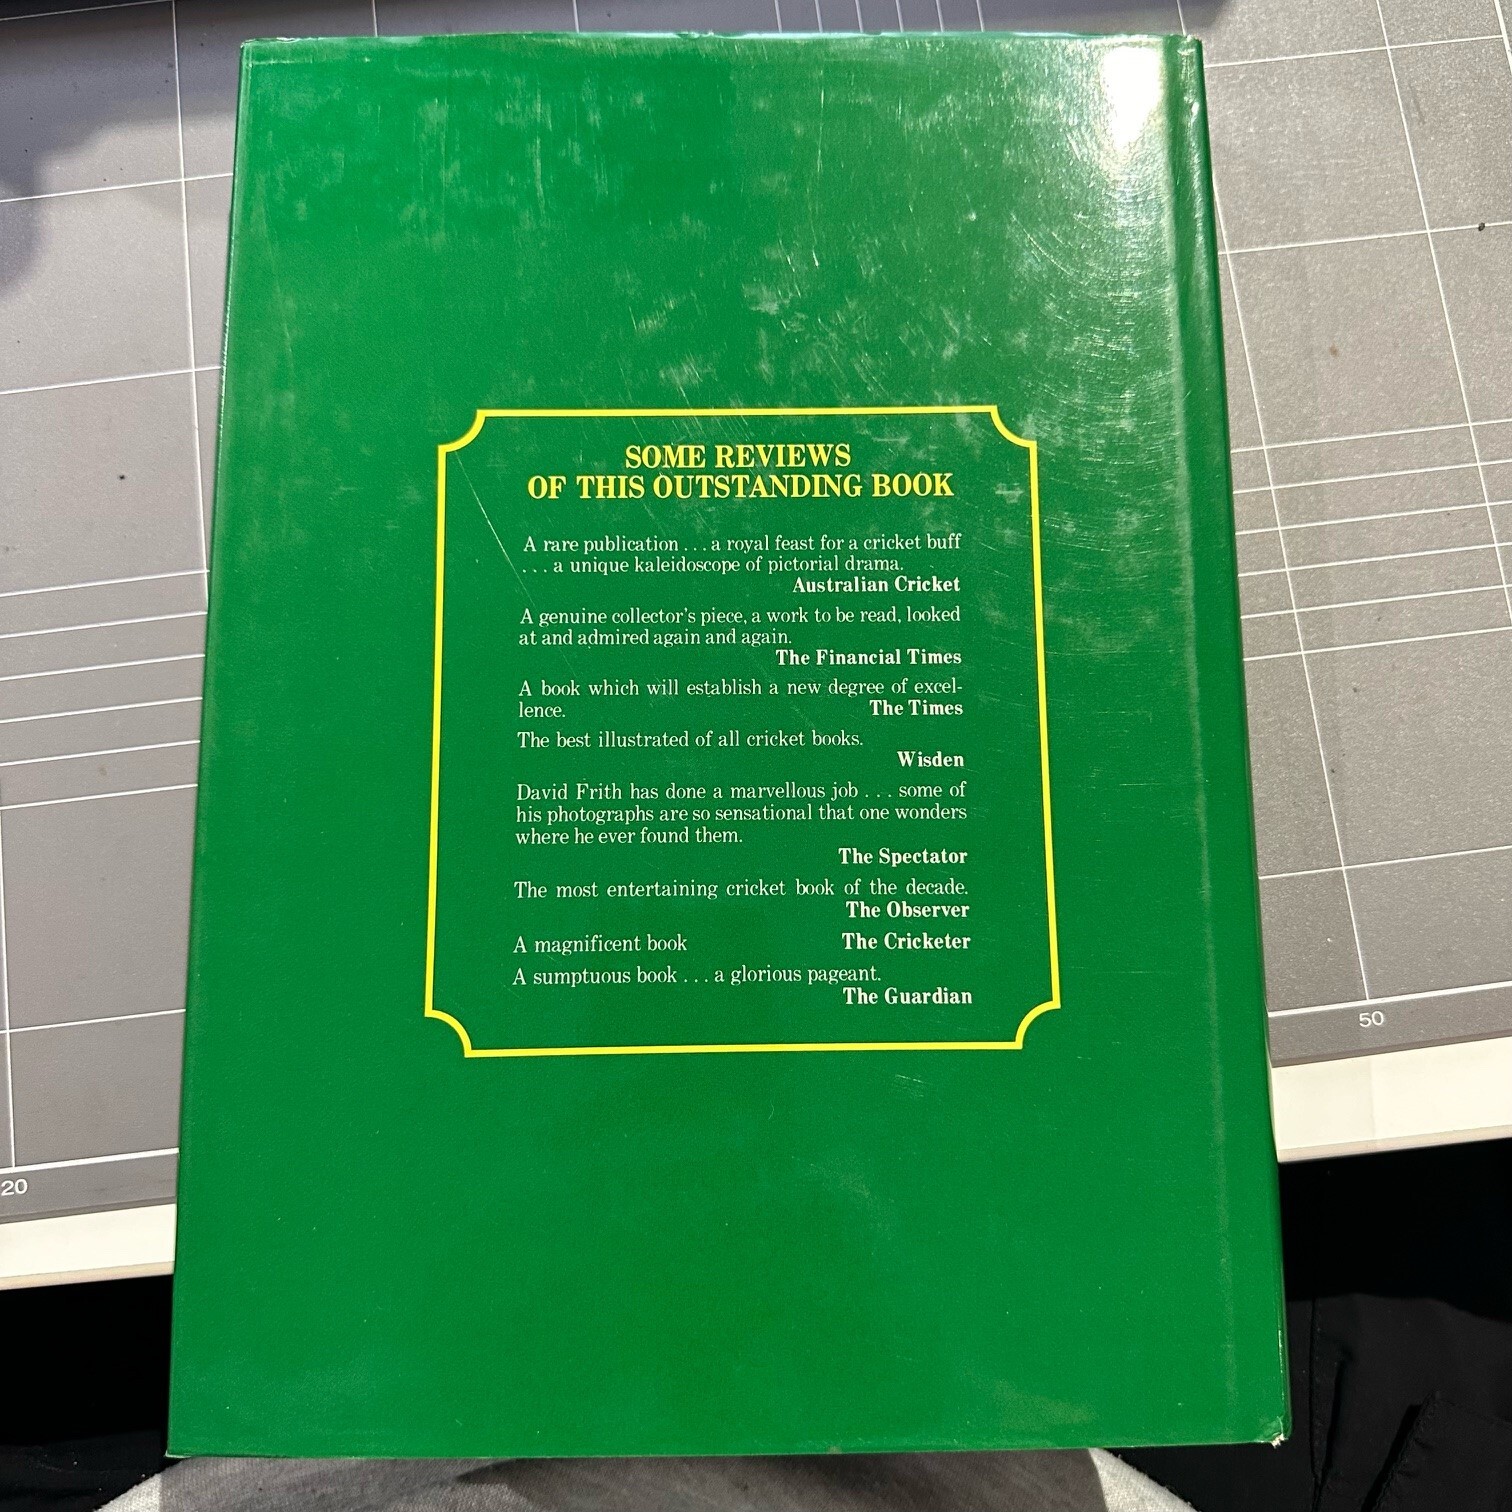 SOME REVIEWS
OF THIS OUTSTANDING BOOK
A rare publication . . . a royal feast for a cricket buff
. . . a unique kaleidoscope of pictorial drama.
Australian Cricket
A genuine collector's piece, a work to be read, looked
at and admired again and again.
The Financial Times
A book which will establish a new degree of excel-
lence. The Times
The best illustrated of all cricket books.
Wisden
David Frith has done a marvellous job . . . some of
his photographs are so sensational that one wonders
where he ever found them.
The Spectator
The most entertaining cricket book of the decade.
The Observer
A magnificent book The Cricketer
A sumptuous book . . . a glorious pageant.
The Guardian
50
20